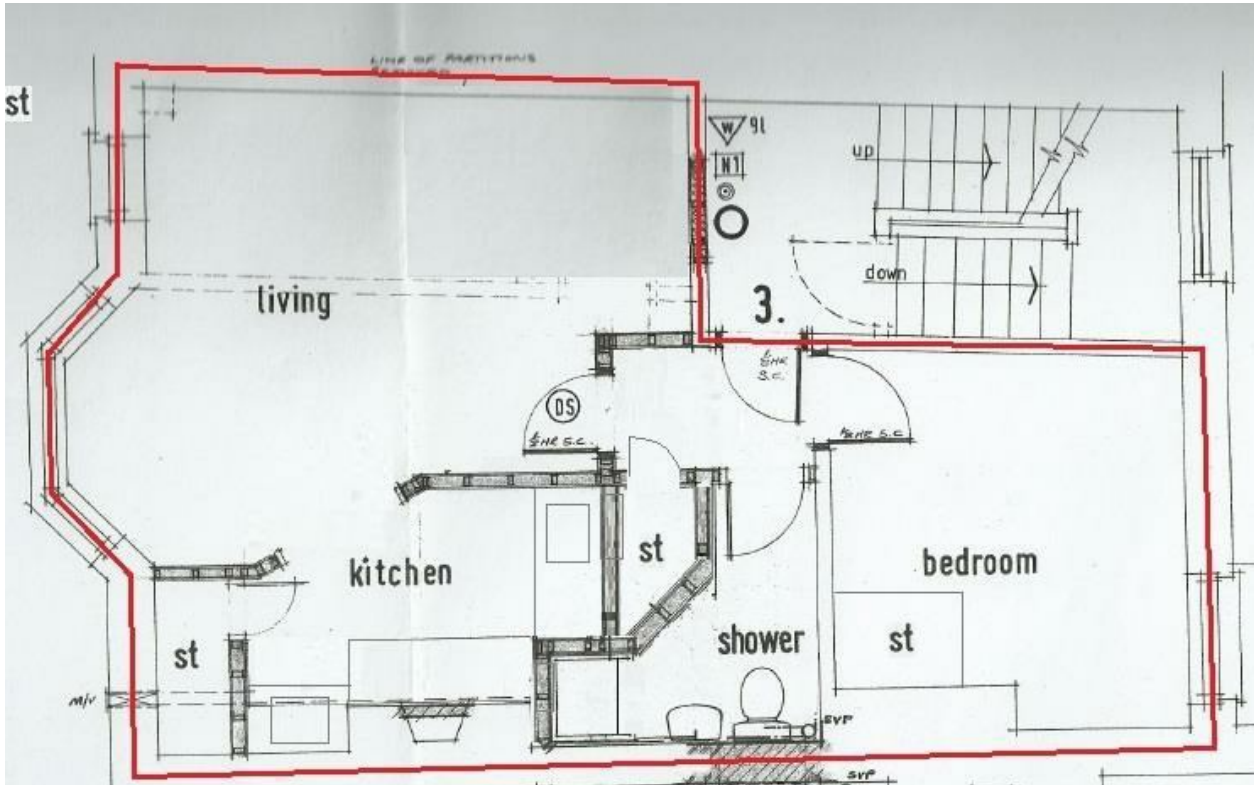 LINE OF PARTITIONS
REMOVED
st
W 9l
up
N1
down
living
3.
½HR
S.C.
DS
½HR S.C.
½HR S.C.
st
kitchen
bedroom
shower
st
st
M/V
SVP
SVP